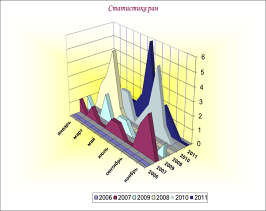 Статистика ран
6
5
4
3
2
1
0
январь
март
май
июль
сентябрь
ноябрь
2006
2007
2008
2009
2010
2011
2006 2007 2009 2008 2010 2011